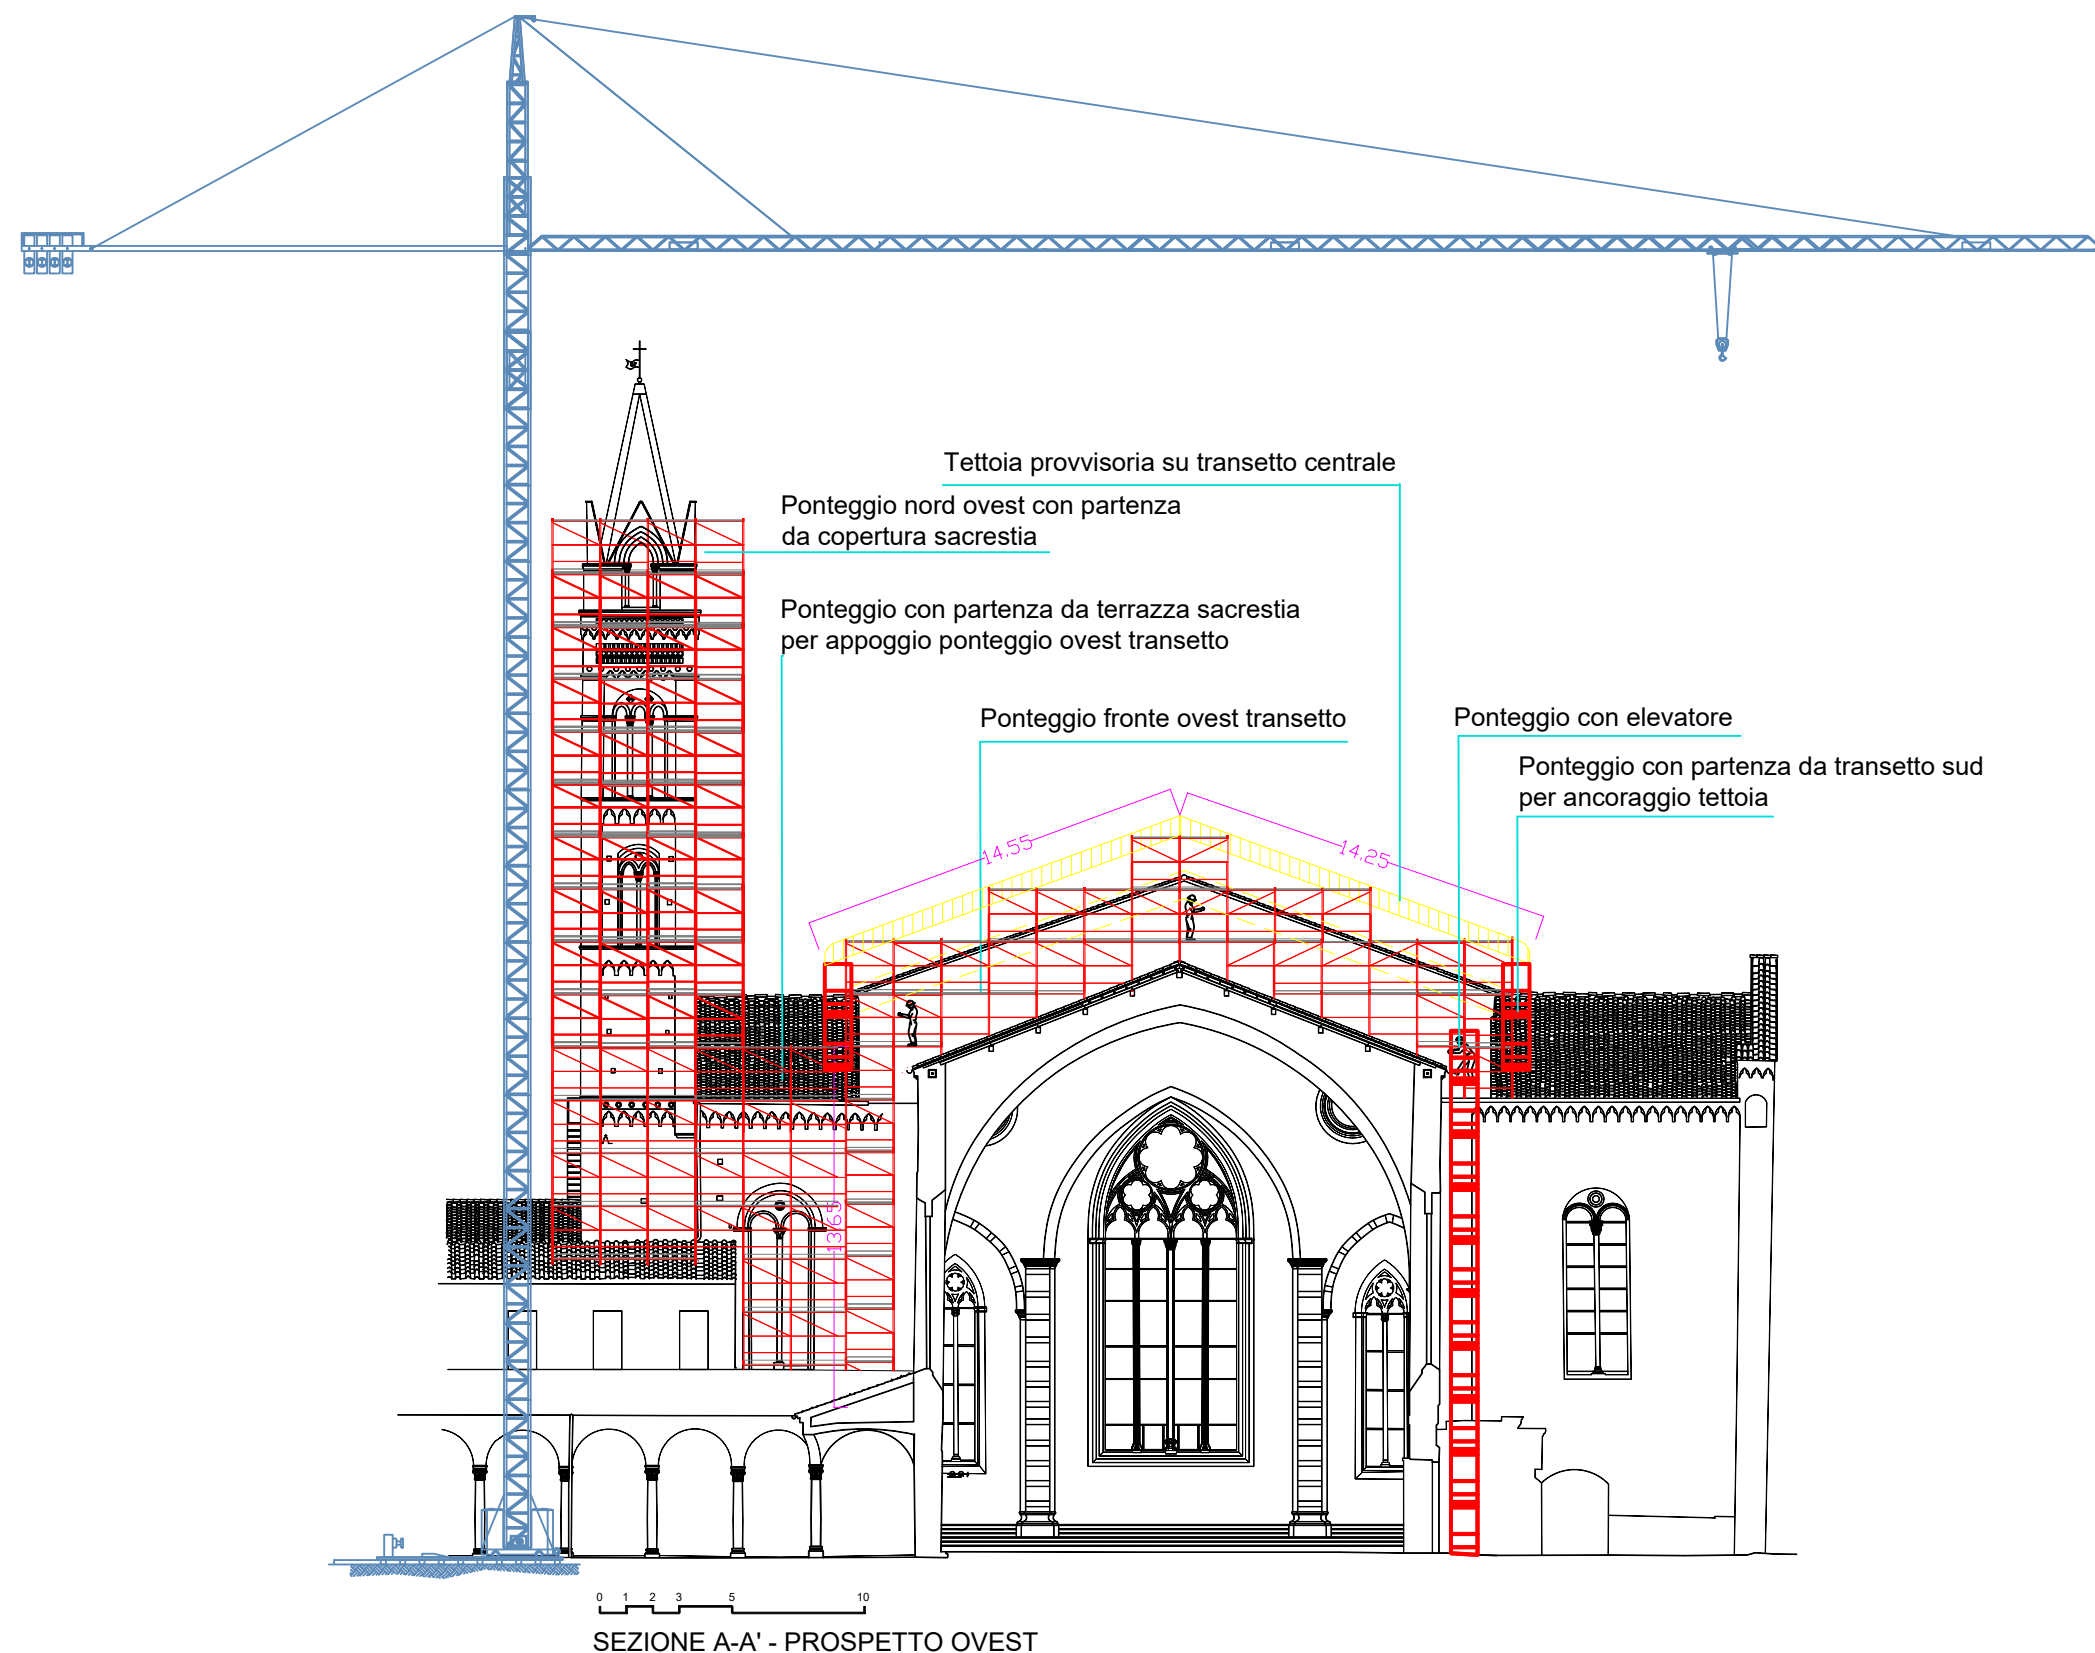 Tettoia provvisoria su transetto centrale
Ponteggio nord ovest con partenza
da copertura sacrestia
Ponteggio con partenza da terrazza sacrestia
per appoggio ponteggio ovest transetto
Ponteggio fronte ovest transetto
Ponteggio con elevatore
Ponteggio con partenza da transetto sud
per ancoraggio tettoia
14.55
14.25
13.65
0 1 2 3 5 10
SEZIONE A-A' - PROSPETTO OVEST